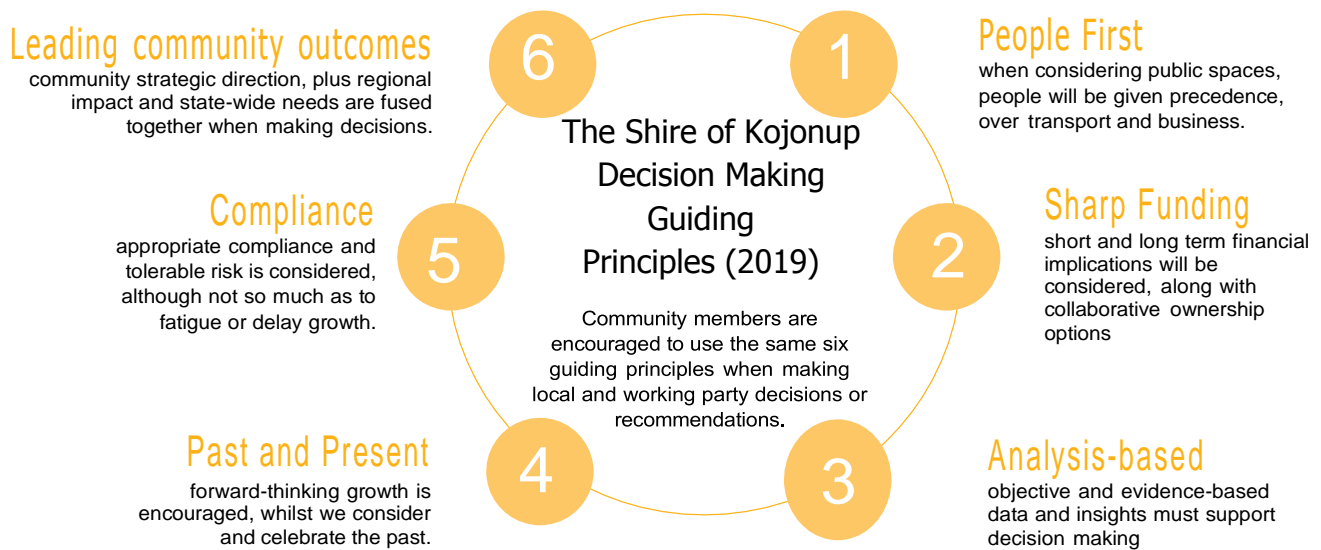 The Shire of Kojonup
Decision Making
Guiding
Principles (2019)
Community members are
encouraged to use the same six
guiding principles when making
local and working party decisions or
recommendations.
1
People First
when considering public spaces,
people will be given precedence,
over transport and business.
2
Sharp Funding
short and long term financial
implications will be
considered, along with
collaborative ownership
options
3
Analysis-based
objective and evidence-based
data and insights must support
decision making
4
Past and Present
forward-thinking growth is
encouraged, whilst we consider
and celebrate the past.
5
Compliance
appropriate compliance and
tolerable risk is considered,
although not so much as to
fatigue or delay growth.
6
Leading community outcomes
community strategic direction, plus regional
impact and state-wide needs are fused
together when making decisions.